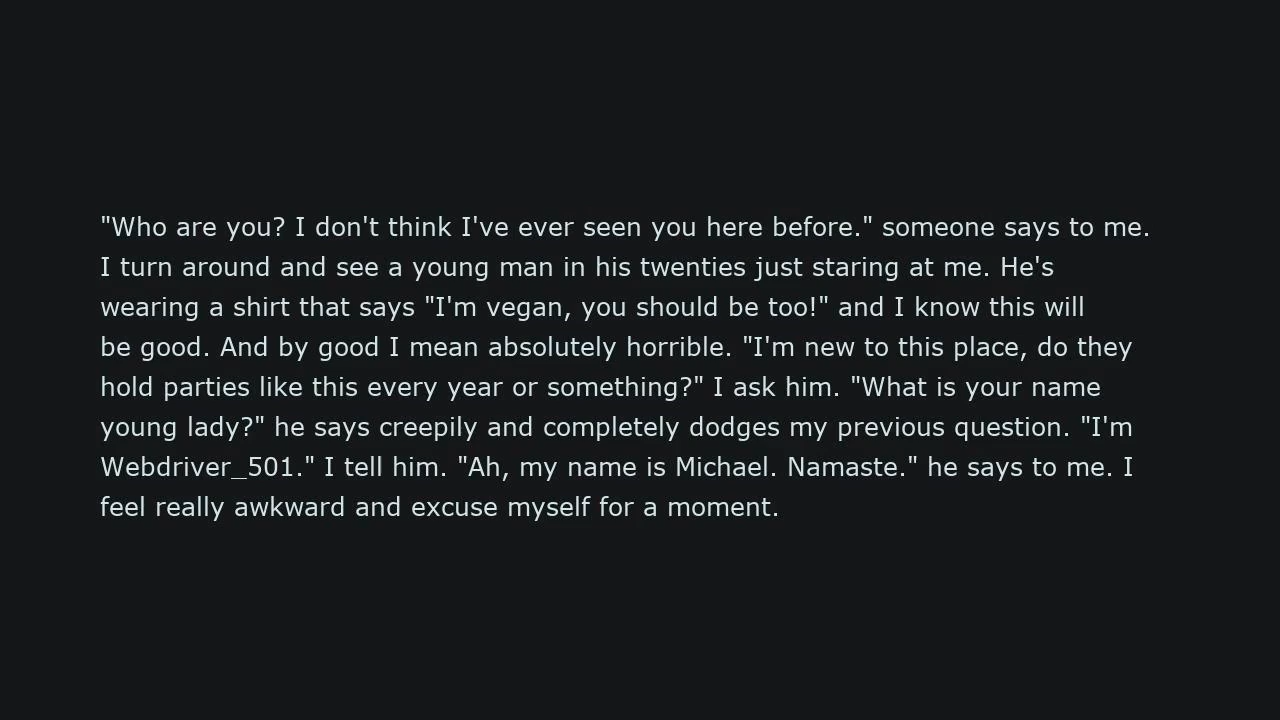 "Who are you? I don't think I've ever seen you here before." someone says to me.
I turn around and see a young man in his twenties just staring at me. He's
wearing a shirt that says "I'm vegan, you should be too!" and I know this will
be good. And by good I mean absolutely horrible. "I'm new to this place, do they
hold parties like this every year or something?" I ask him. "What is your name
young lady?" he says creepily and completely dodges my previous question. "I'm
Webdriver_501." I tell him. "Ah, my name is Michael. Namaste." he says to me. I
feel really awkward and excuse myself for a moment.